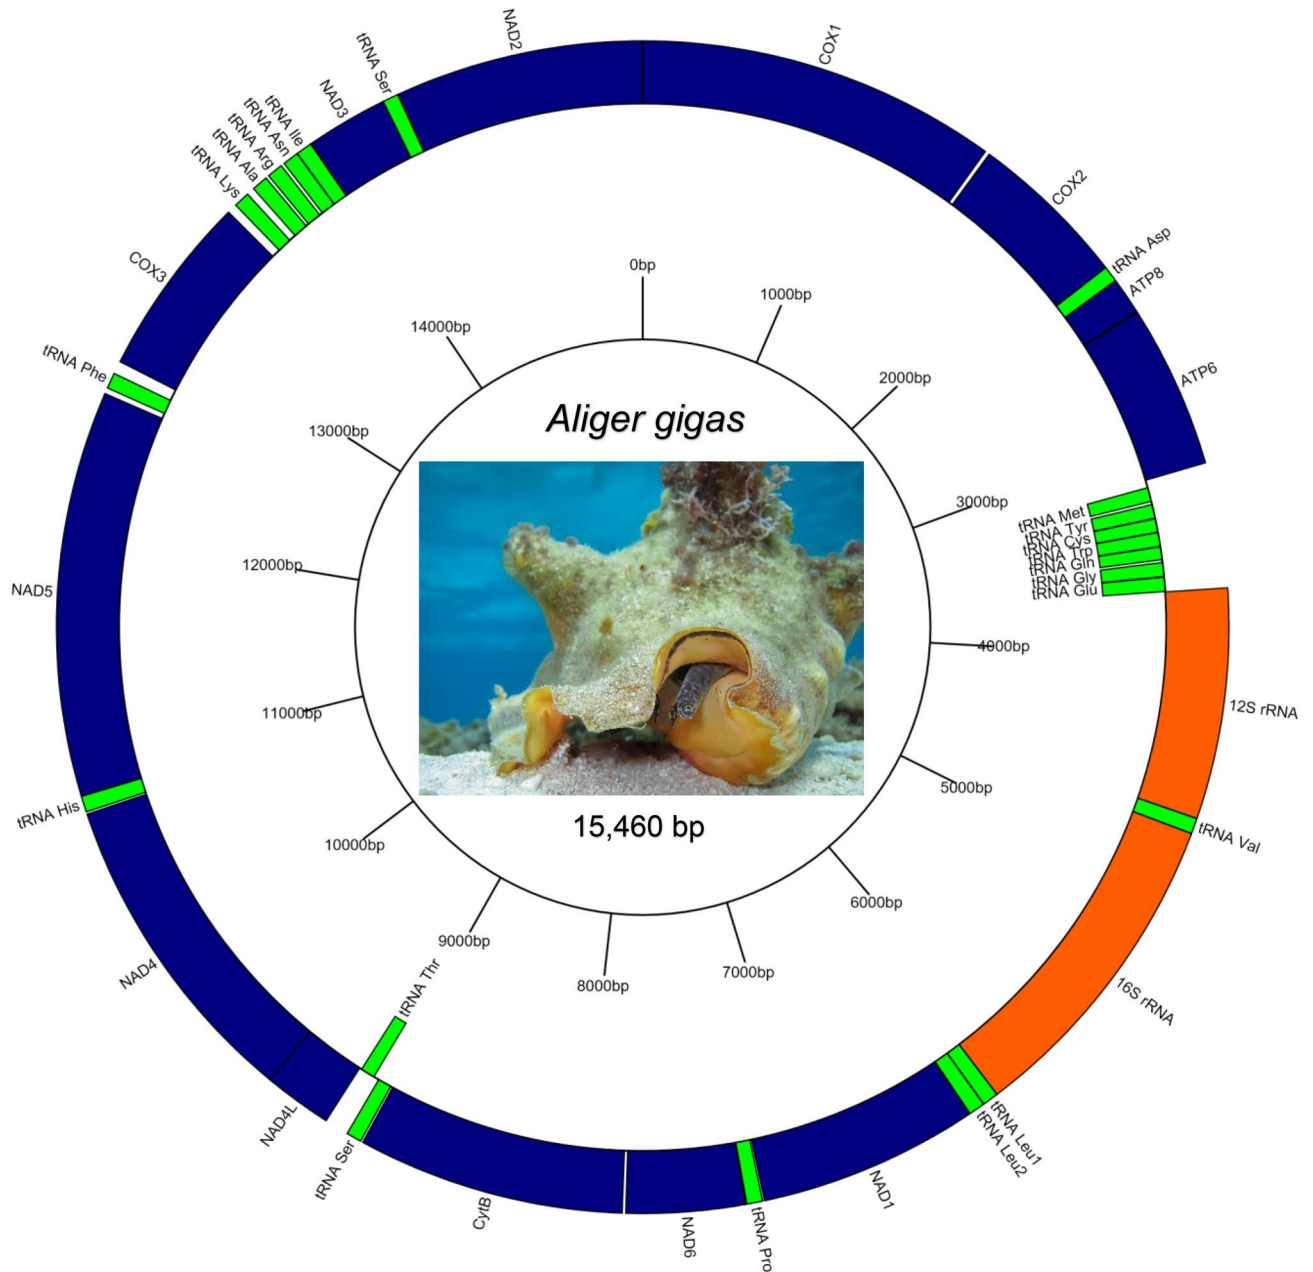 COX1
COX2
tRNA Asp
ATP8
ATP6
tRNA Met
tRNA Tyr
tRNA Cys
tRNA Trp
tRNA Gln
tRNA Gly
tRNA Glu
12S rRNA
tRNA Val
16S rRNA
tRNA Leu1
tRNA Leu2
NAD1
tRNA Pro
NAD6
CytB
tRNA Ser
tRNA Thr
NAD4L
NAD4
tRNA His
NAD5
tRNA Phe
COX3
tRNA Lys
tRNA Ala
tRNA Arg
tRNA Asn
tRNA Ile
NAD3
tRNA Ser
NAD2
0bp
1000bp
2000bp
3000bp
4000bp
5000bp
6000bp
7000bp
8000bp
9000bp
10000bp
11000bp
12000bp
13000bp
14000bp
Aliger gigas
15,460 bp